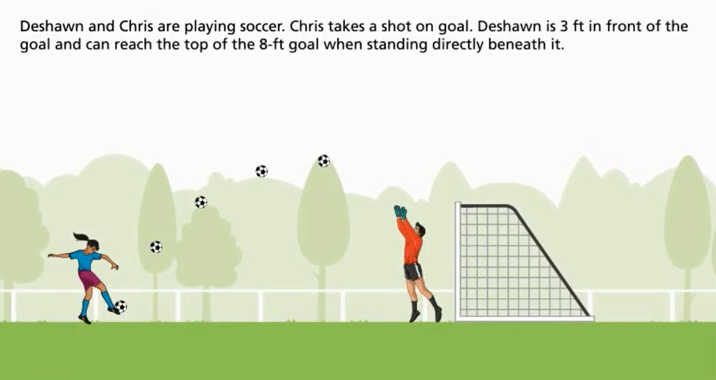 Deshawn and Chris are playing soccer. Chris takes a shot on goal. Deshawn is 3 ft in front of the
goal and can reach the top of the 8-ft goal when standing directly beneath it.